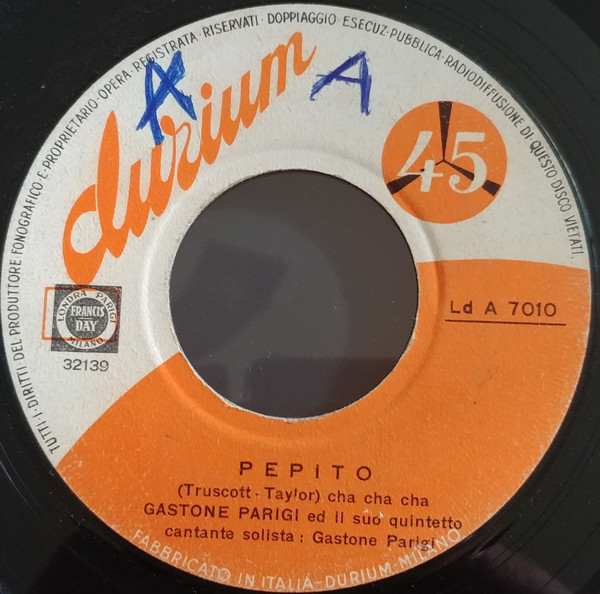 TUTTI·I·DIRITTI·DEL PRODUTTORE FONOGRAFICO·E·PROPRIETARIO·OPERA·REGISTRATA·RISERVATI·DOPPIAGGIO ESECUZ·PUBBLICA·RADIODIFFUSIONE DI QUESTO DISCO VIETATI.
A A
durium
45
LONDRA PARIGI
FRANCIS
DAY
MILANO
32139
Ld A 7010
PEPiTO
(Truscott - Taylor) cha cha cha
GASTONE PARIGI ed il suo quintetto
cantante solista : Gastone Parigi
FABBRICATO IN ITALIA-DURIUM-MILANO